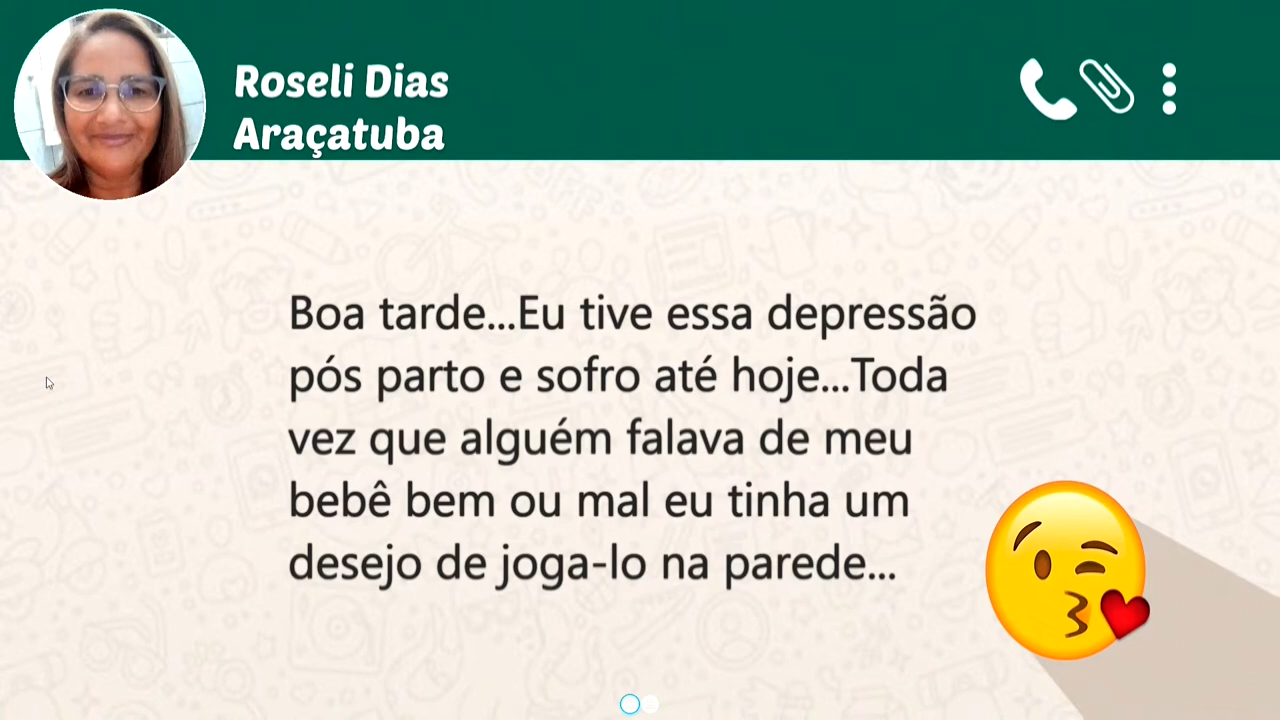 Roseli Dias
Araçatuba
Boa tarde...Eu tive essa depressão
pós parto e sofro até hoje...Toda
vez que alguém falava de meu
bebê bem ou mal eu tinha um
desejo de joga-lo na parede...